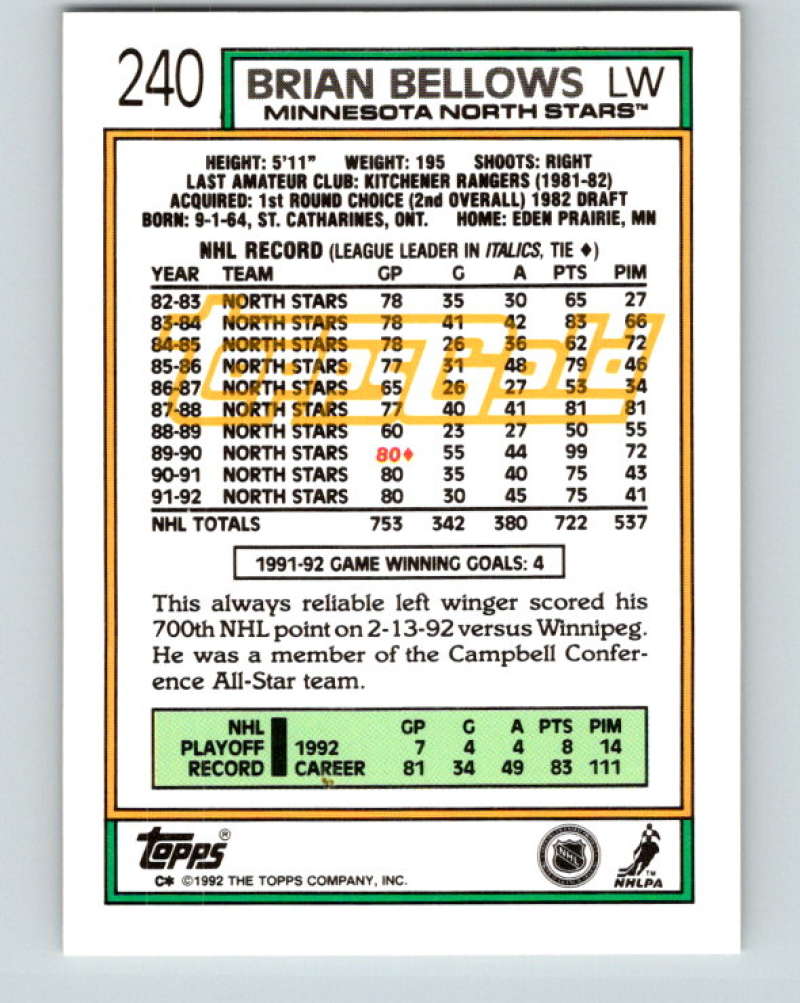 240 BRIAN BELLOWS LW
MINNESOTA NORTH STARS™
HEIGHT: 5'11" WEIGHT: 195 SHOOTS: RIGHT
LAST AMATEUR CLUB: KITCHENER RANGERS (1981-82)
ACQUIRED: 1st ROUND CHOICE (2nd OVERALL) 1982 DRAFT
BORN: 9-1-64, ST. CATHARINES, ONT. HOME: EDEN PRAIRIE, MN
NHL RECORD (LEAGUE LEADER IN ITALICS, TIE ♦)
YEAR TEAM GP G A PTS PIM
82-83 NORTH STARS 78 35 30 65 27
83-84 NORTH STARS 78 41 42 83 66
84-85 NORTH STARS 78 26 36 62 72
85-86 NORTH STARS 77 31 48 79 46
86-87 NORTH STARS 65 26 27 53 34
87-88 NORTH STARS 77 40 41 81 81
88-89 NORTH STARS 60 23 27 50 55
89-90 NORTH STARS 80♦ 55 44 99 72
90-91 NORTH STARS 80 35 40 75 43
91-92 NORTH STARS 80 30 45 75 41
NHL TOTALS 753 342 380 722 537
Topps Gold
1991-92 GAME WINNING GOALS: 4
This always reliable left winger scored his
700th NHL point on 2-13-92 versus Winnipeg.
He was a member of the Campbell Confer-
ence All-Star team.
NHL GP G A PTS PIM
PLAYOFF 1992 7 4 4 8 14
RECORD CAREER 81 34 49 83 111
TOPPS®
C* ©1992 THE TOPPS COMPANY, INC.
NHL
™
NHLPA